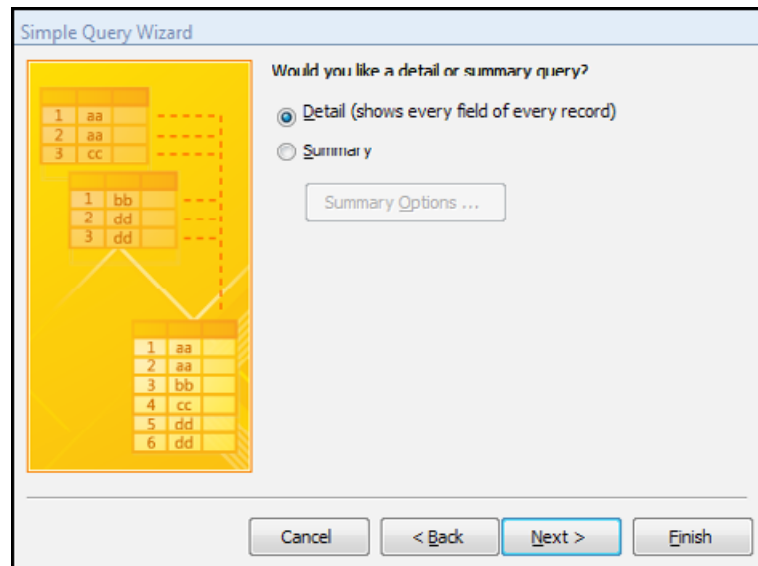 Simple Query Wizard
Would you like a detail or summary query?
Detail (shows every field of every record)
Summary
Summary Options ...
1 aa
2 aa
3 cc
1 bb
2 dd
3 dd
1 aa
2 aa
3 bb
4 cc
5 dd
6 dd
Cancel
< Back
Next >
Finish